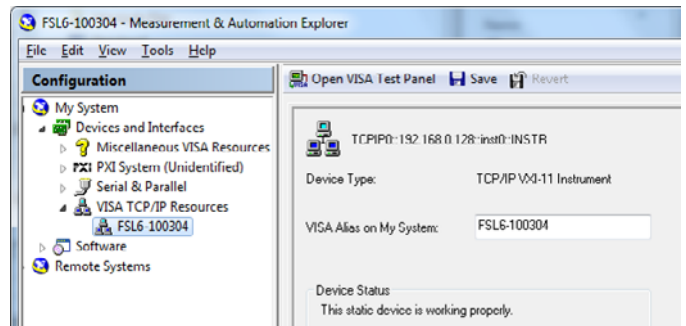 FSL6-100304 - Measurement & Automation Explorer
File Edit View Tools Help
Configuration
Open VISA Test Panel Save Revert
My System
Devices and Interfaces
Miscellaneous VISA Resources
PXI PXI System (Unidentified)
Serial & Parallel
VISA TCP/IP Resources
FSL6-100304
Software
Remote Systems
TCPIP0::192.168.0.128::inst0::INSTR
Device Type: TCP/IP VXI-11 Instrument
VISA Alias on My System: FSL6-100304
Device Status
This static device is working properly.